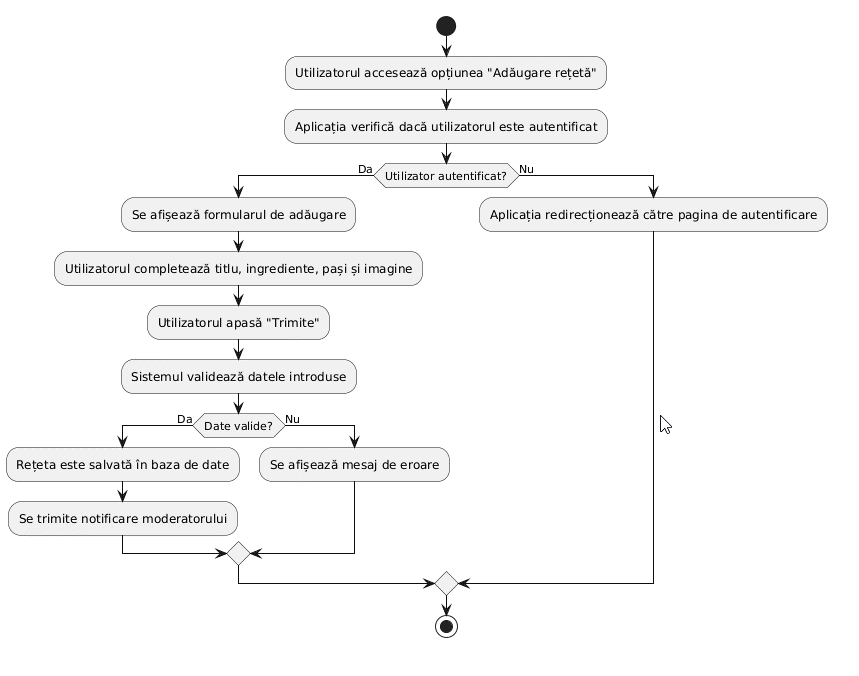 Utilizatorul accesează opțiunea "Adăugare rețetă"
Aplicația verifică dacă utilizatorul este autentificat
Utilizator autentificat?
Da
Nu
Se afișează formularul de adăugare
Aplicația redirecționează către pagina de autentificare
Utilizatorul completează titlu, ingrediente, pași și imagine
Utilizatorul apasă "Trimite"
Sistemul validează datele introduse
Date valide?
Da
Nu
Rețeta este salvată în baza de date
Se afișează mesaj de eroare
Se trimite notificare moderatorului